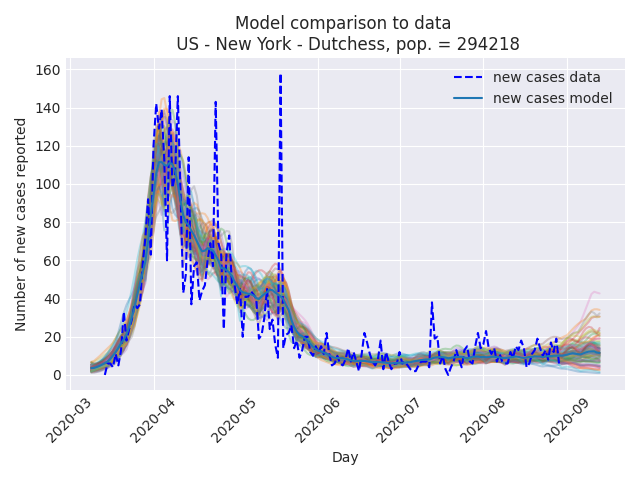 Model comparison to data
US - New York - Dutchess, pop. = 294218
new cases data
new cases model
Number of new cases reported
160
140
120
100
80
60
40
20
0
2020-03
2020-04
2020-05
2020-06
2020-07
2020-08
2020-09
Day